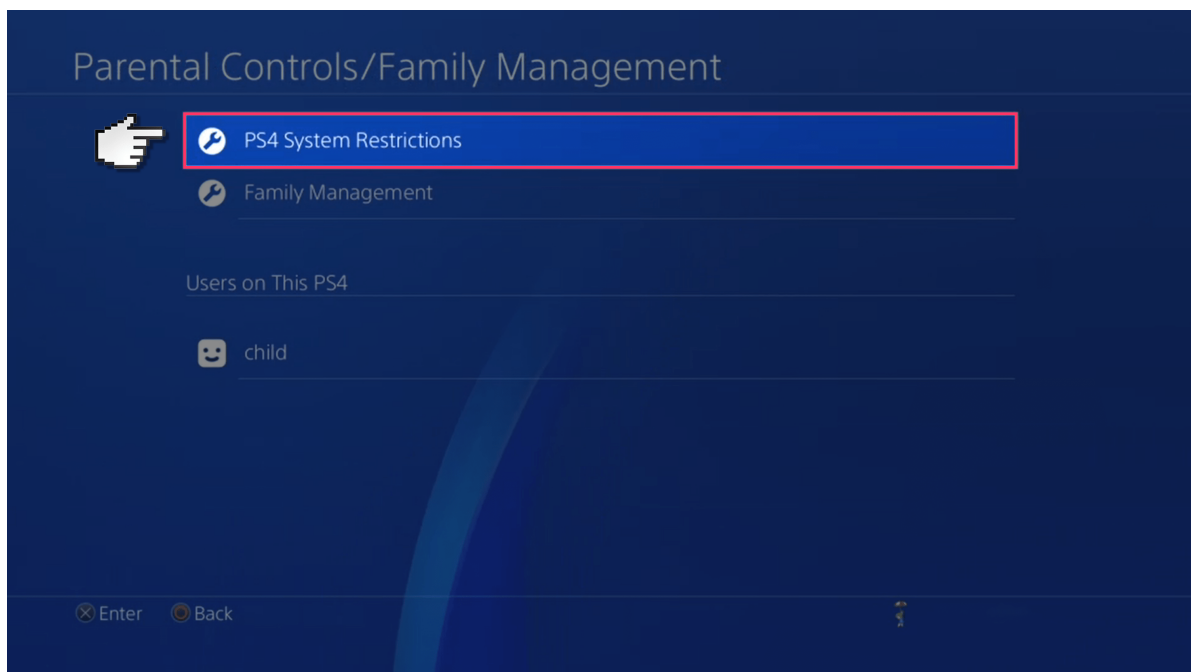 Parental Controls/Family Management
PS4 System Restrictions
Family Management
Users on This PS4
child
Enter Back